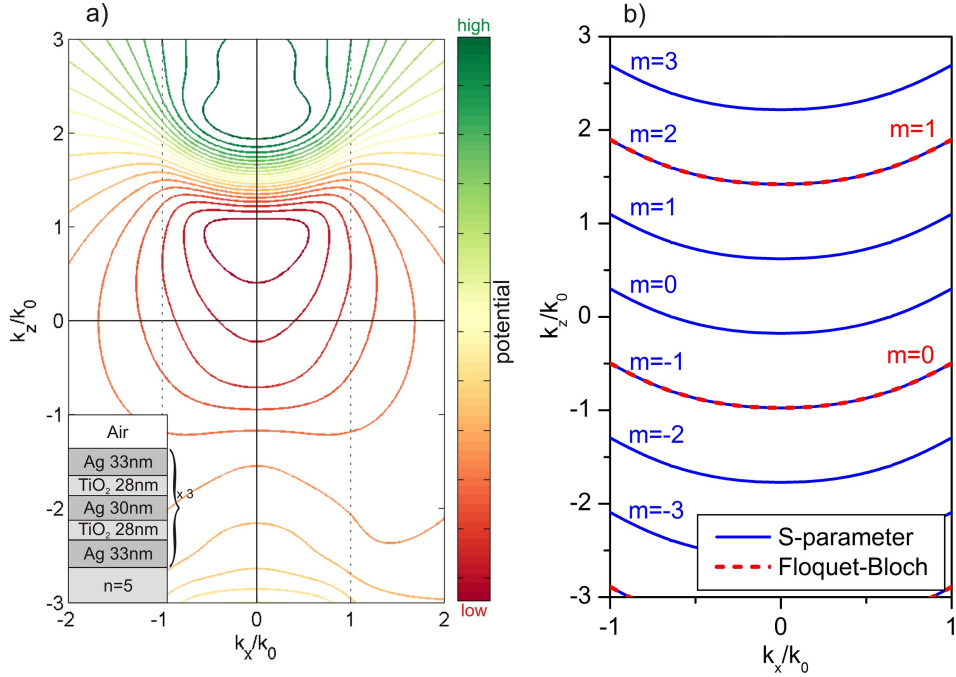 a)
high
3
2
1
0
-1
-2
-3
k_z/k_0
-2
-1
0
1
2
k_x/k_0
potential
low
Air
Ag 33nm
TiO₂ 28nm
Ag 30nm
TiO₂ 28nm
Ag 33nm
n=5
x 3
b)
3
2
1
0
-1
-2
-3
k_z/k_0
m=3
m=2
m=1
m=1
m=0
m=-1
m=0
m=-2
m=-3
S-parameter
Floquet-Bloch
-1
0
1
k_x/k_0